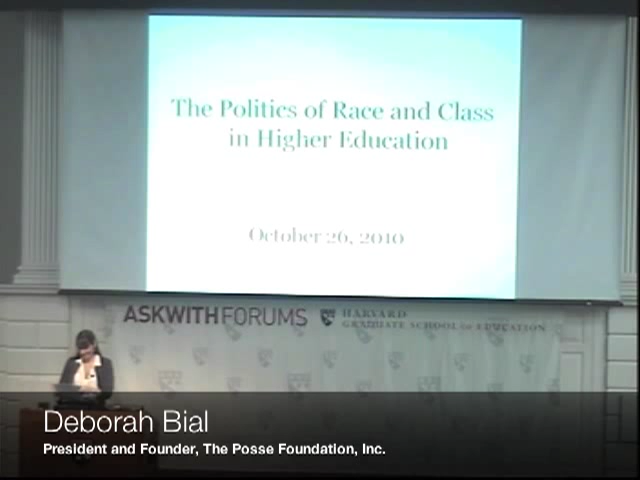 The Politics of Race and Class
in Higher Education
October 26, 2010
ASKWITHFORUMS
HARVARD
GRADUATE SCHOOL OF EDUCATION
Deborah Bial
President and Founder, The Posse Foundation, Inc.